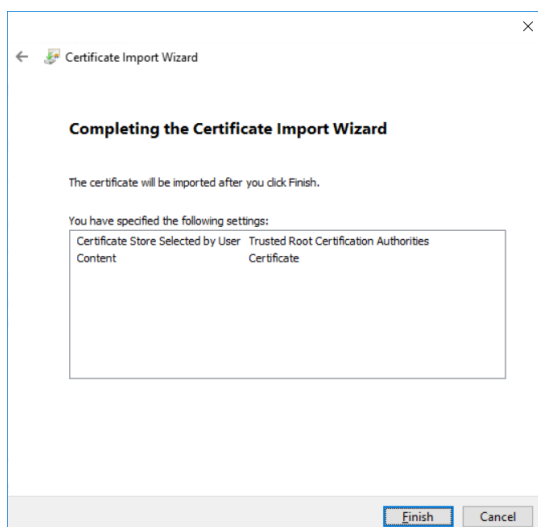 Certificate Import Wizard
Completing the Certificate Import Wizard
The certificate will be imported after you click Finish.
You have specified the following settings:
Certificate Store Selected by User Trusted Root Certification Authorities
Content Certificate
Finish Cancel